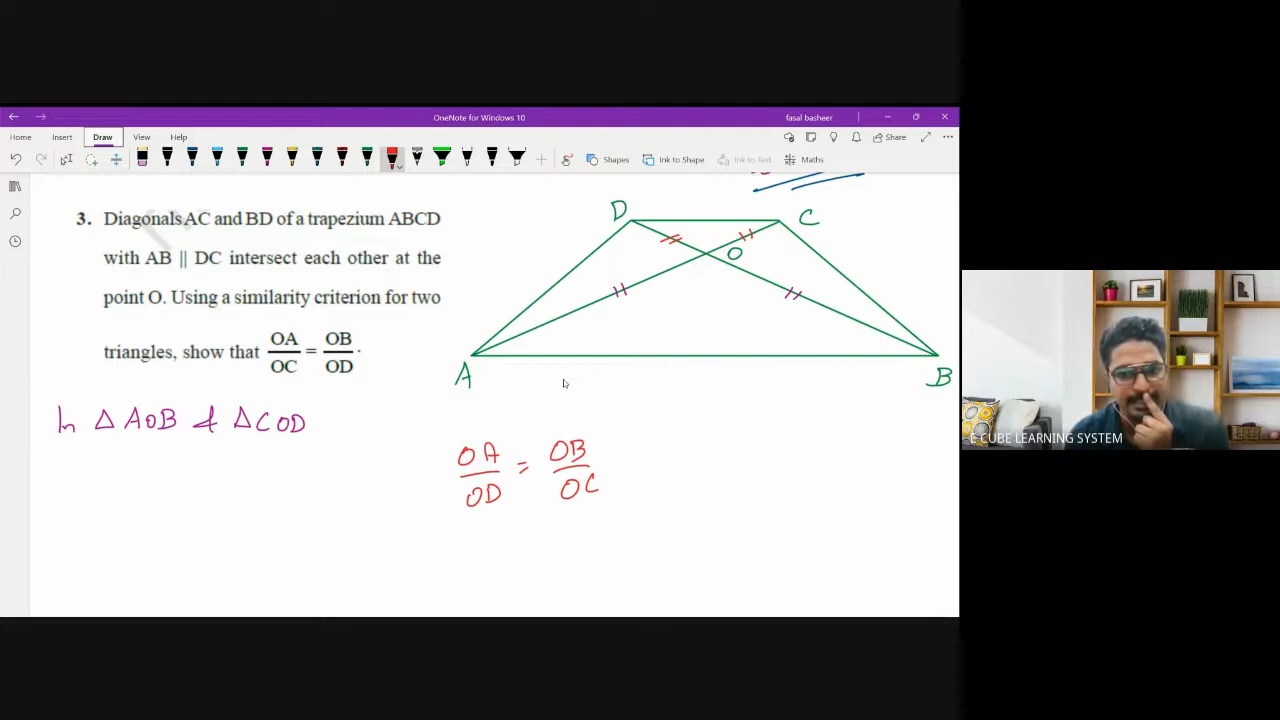 OneNote for Windows 10
fasal basheer
Home Insert Draw View Help
Share
Shapes Ink to Shape Ink to Text Maths
3. Diagonals AC and BD of a trapezium ABCD
with AB || DC intersect each other at the
point O. Using a similarity criterion for two
triangles, show that OA/OC = OB/OD.
D C
O
A B
In △ AOB & △ COD
OA/OD = OB/OC
E CUBE LEARNING SYSTEM